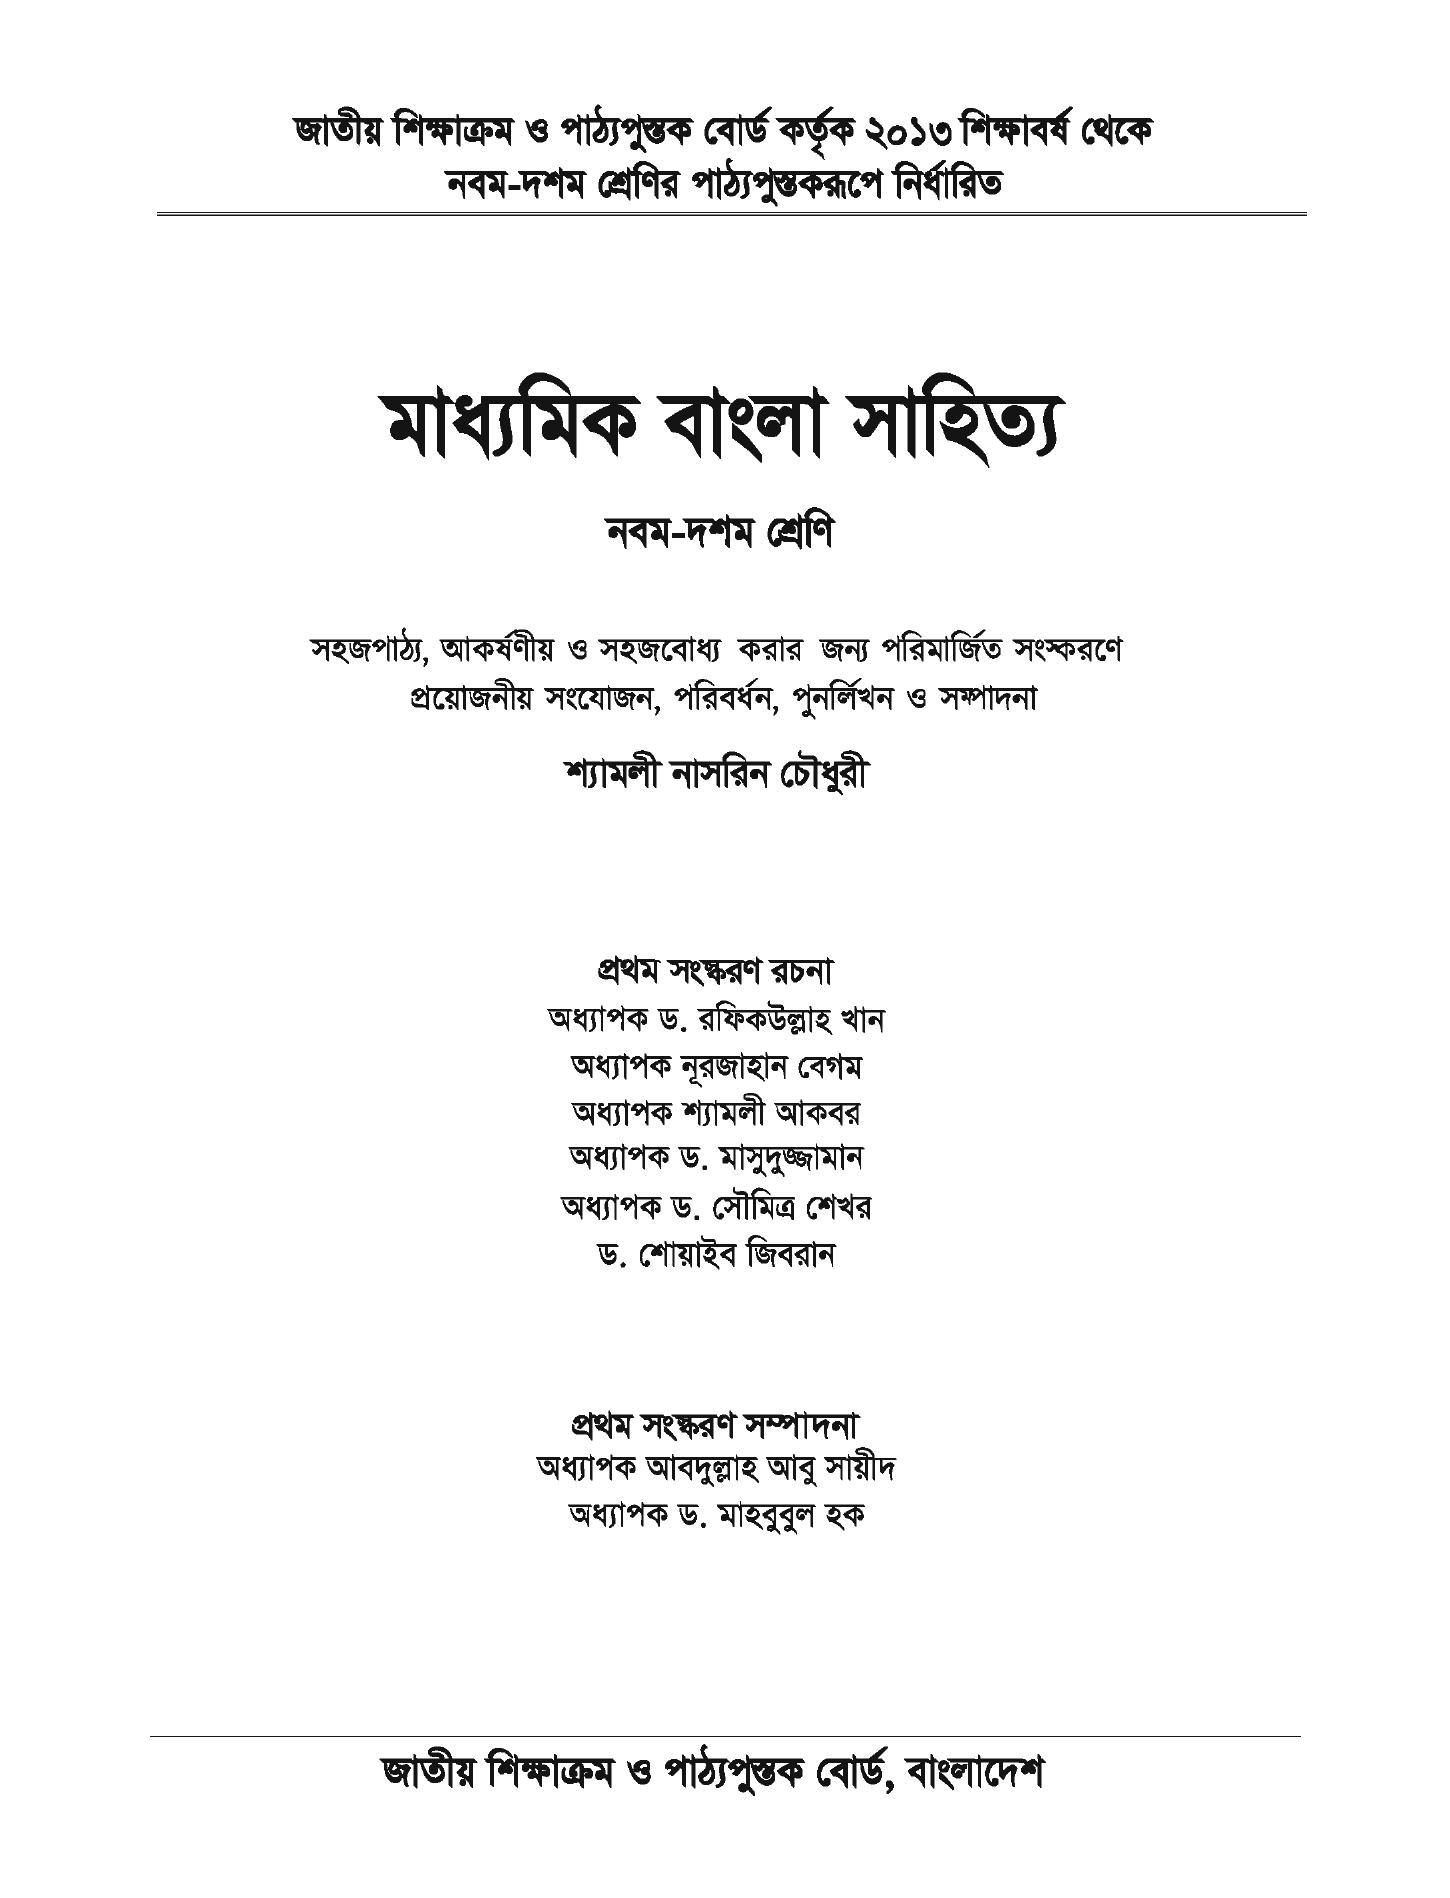 জাতীয় শিক্ষাক্রম ও পাঠ্যপুস্তক বোর্ড কর্তৃক ২০১৩ শিক্ষাবর্ষ থেকে
নবম-দশম শ্রেণির পাঠ্যপুস্তকরূপে নির্ধারিত
মাধ্যমিক বাংলা সাহিত্য
নবম-দশম শ্রেণি
সহজপাঠ্য, আকর্ষণীয় ও সহজবোধ্য করার জন্য পরিমার্জিত সংস্করণে
প্রয়োজনীয় সংযোজন, পরিবর্ধন, পুনর্লিখন ও সম্পাদনা
শ্যামলী নাসরিন চৌধুরী
প্রথম সংস্করণ রচনা
অধ্যাপক ড. রফিকউল্লাহ খান
অধ্যাপক নূরজাহান বেগম
অধ্যাপক শ্যামলী আকবর
অধ্যাপক ড. মাসুদুজ্জামান
অধ্যাপক ড. সৌমিত্র শেখর
ড. শোয়াইব জিবরান
প্রথম সংস্করণ সম্পাদনা
অধ্যাপক আবদুল্লাহ আবু সায়ীদ
অধ্যাপক ড. মাহবুবুল হক
জাতীয় শিক্ষাক্রম ও পাঠ্যপুস্তক বোর্ড, বাংলাদেশ